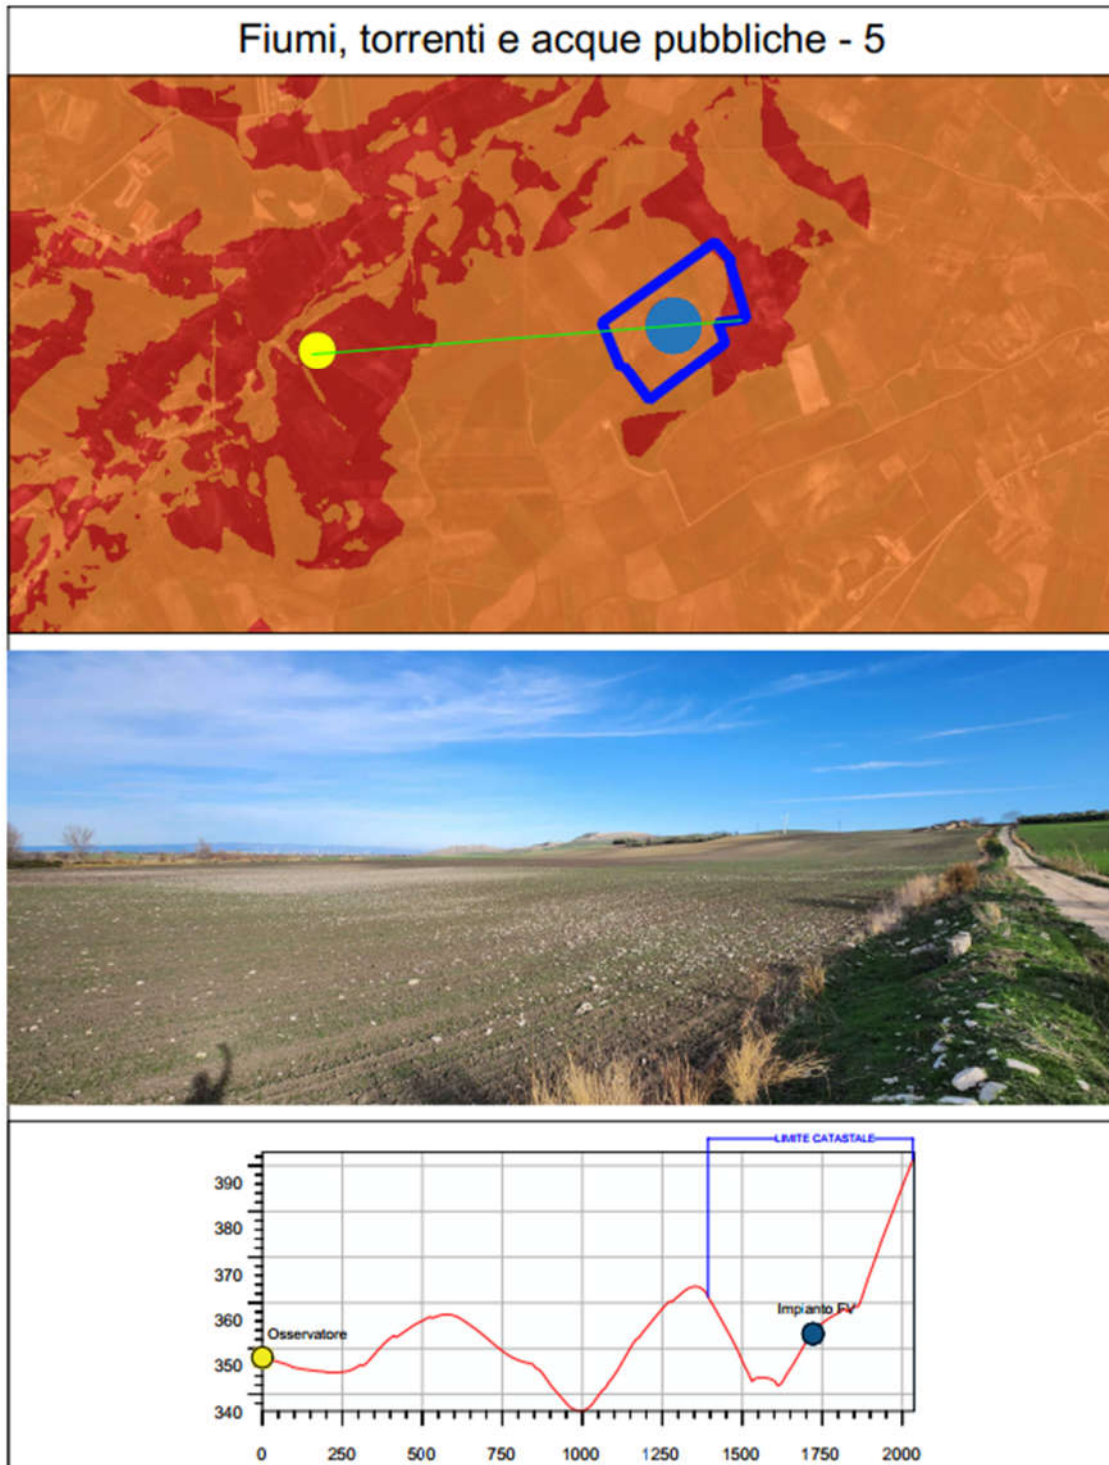 Fiumi, torrenti e acque pubbliche - 5
LIMITE CATASTALE
390
380
370
360
350
340
Impianto FV
Osservatore
0 250 500 750 1000 1250 1500 1750 2000